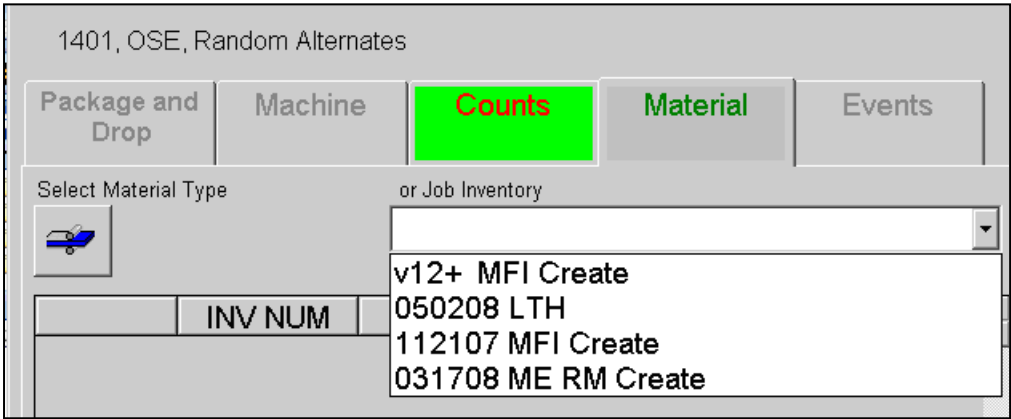 1401, OSE, Random Alternates
Package and Drop Machine Counts Material Events
Select Material Type or Job Inventory
v12+ MFI Create
050208 LTH
112107 MFI Create
031708 ME RM Create
INV NUM